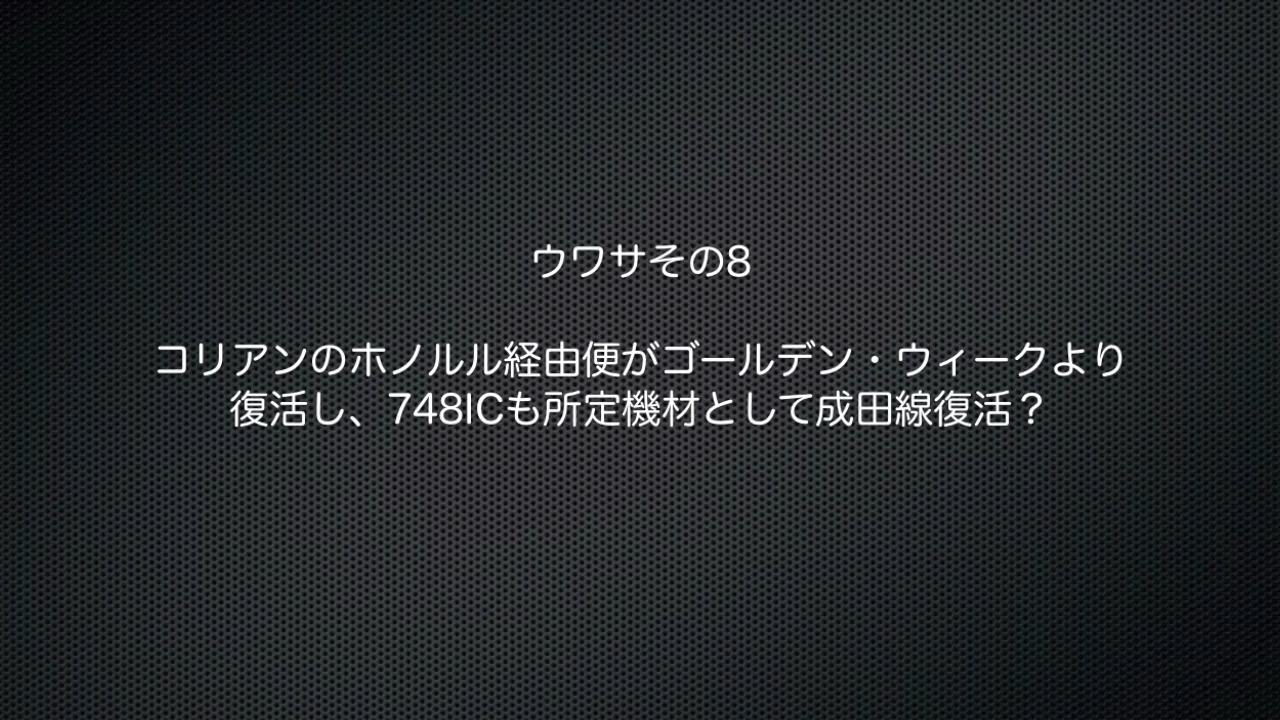 ウワサその8
コリアンのホノルル経由便がゴールデン・ウィークより
復活し、748ICも所定機材として成田線復活？